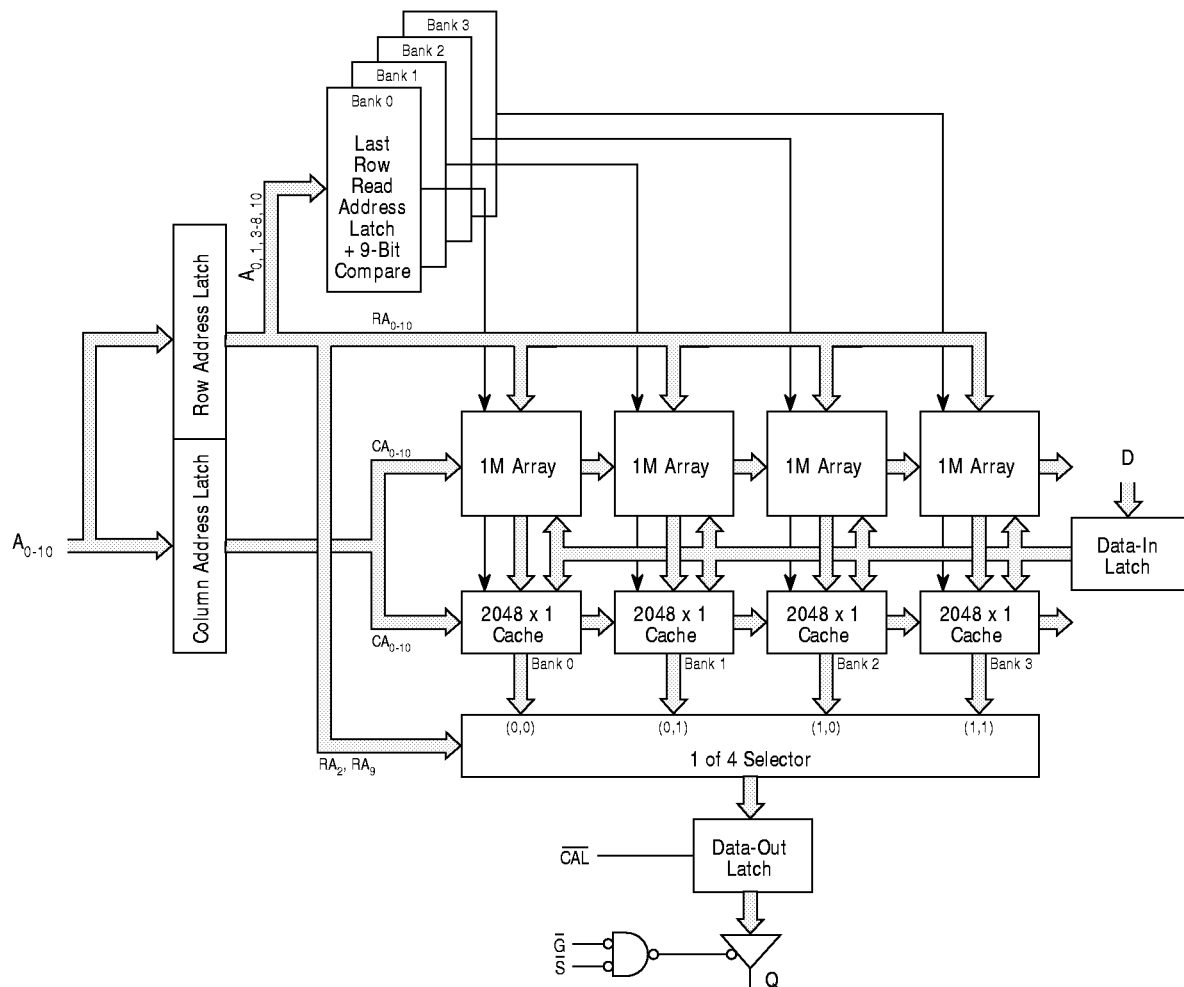 Bank 3
Bank 2
Bank 1
Bank 0
Last
Row
Read
Address
Latch
+ 9-Bit
Compare
A0, 1, 3-8, 10
Row Address Latch
RA0-10
Column Address Latch
A0-10
CA0-10
1M Array
1M Array
1M Array
1M Array
D
Data-In
Latch
CA0-10
2048 x 1
Cache
2048 x 1
Cache
2048 x 1
Cache
2048 x 1
Cache
Bank 0
Bank 1
Bank 2
Bank 3
(0,0)
(0,1)
(1,0)
(1,1)
1 of 4 Selector
RA2, RA9
C̅A̅L̅
Data-Out
Latch
G̅
S̅
Q